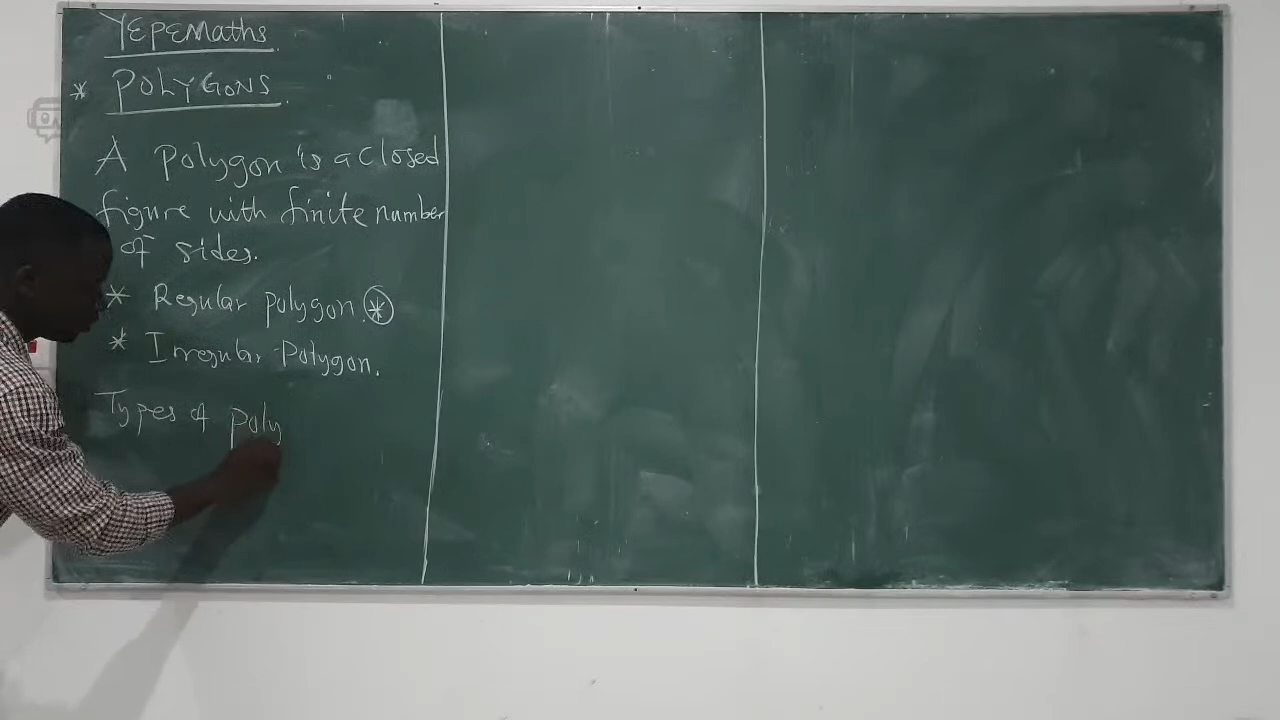 YEPEMaths
* POLYGONS
A Polygon is a closed
figure with finite number
of sides.
* Regular polygon. *
* Irregular Polygon.
Types of poly